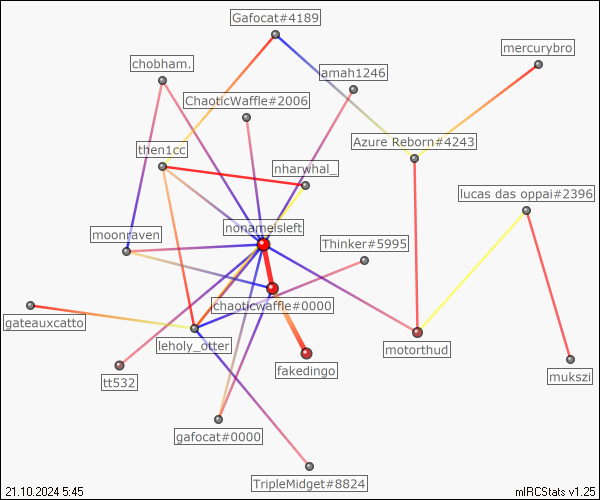 Gafocat#4189
mercurybro
chobham.
amah1246
ChaoticWaffle#2006
Azure Reborn#4243
then1cc
nharwhal_
lucas das oppai#2396
nonameisleft
moonraven
Thinker#5995
chaoticwaffle#0000
gateauxcatto
leholy_otter
motorthud
fakedingo
mukszi
tt532
gafocat#0000
TripleMidget#8824
21.10.2024 5:45
mIRCStats v1.25